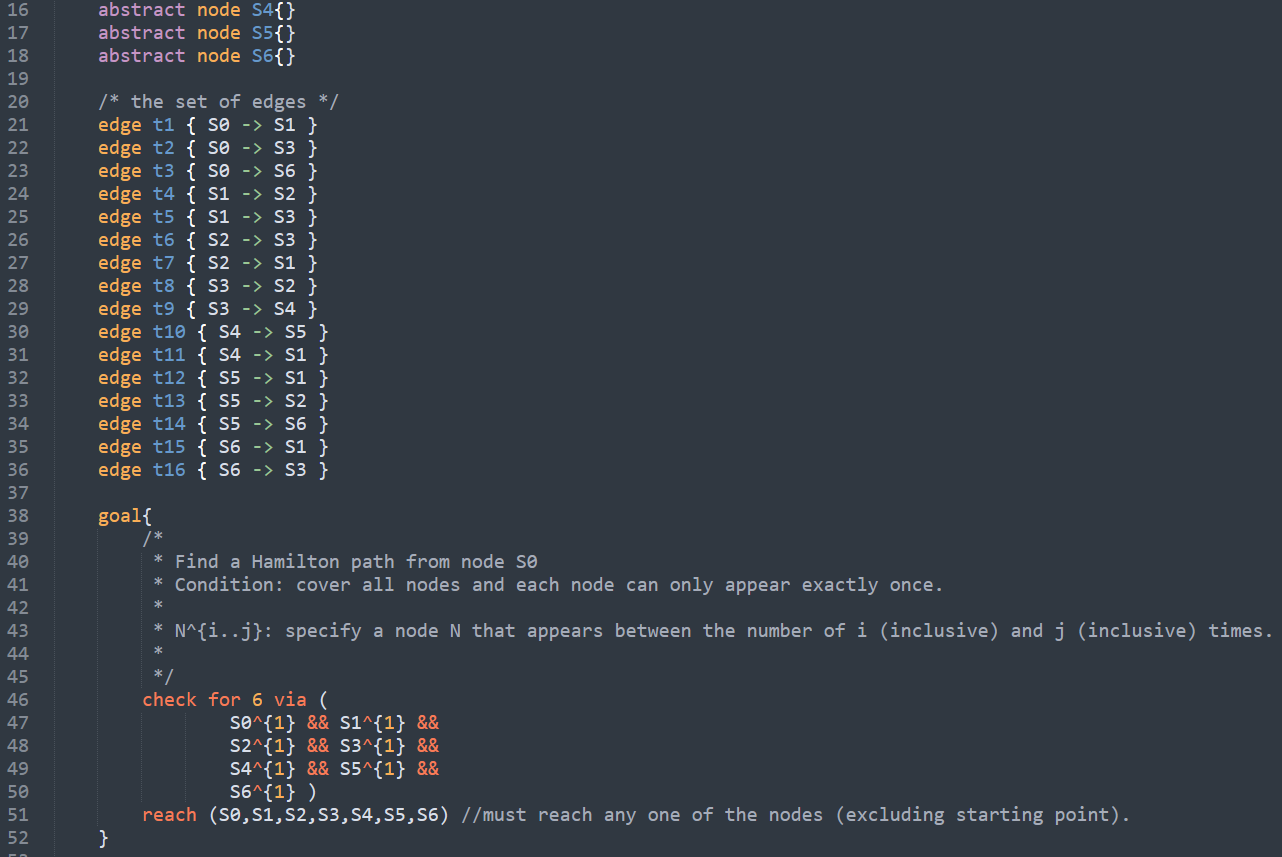 16 abstract node S4{}
17 abstract node S5{}
18 abstract node S6{}
19
20 /* the set of edges */
21 edge t1 { S0 -> S1 }
22 edge t2 { S0 -> S3 }
23 edge t3 { S0 -> S6 }
24 edge t4 { S1 -> S2 }
25 edge t5 { S1 -> S3 }
26 edge t6 { S2 -> S3 }
27 edge t7 { S2 -> S1 }
28 edge t8 { S3 -> S2 }
29 edge t9 { S3 -> S4 }
30 edge t10 { S4 -> S5 }
31 edge t11 { S4 -> S1 }
32 edge t12 { S5 -> S1 }
33 edge t13 { S5 -> S2 }
34 edge t14 { S5 -> S6 }
35 edge t15 { S6 -> S1 }
36 edge t16 { S6 -> S3 }
37
38 goal{
39 /*
40 * Find a Hamilton path from node S0
41 * Condition: cover all nodes and each node can only appear exactly once.
42 *
43 * N^{i..j}: specify a node N that appears between the number of i (inclusive) and j (inclusive) times.
44 *
45 */
46 check for 6 via (
47 S0^{1} && S1^{1} &&
48 S2^{1} && S3^{1} &&
49 S4^{1} && S5^{1} &&
50 S6^{1} )
51 reach (S0,S1,S2,S3,S4,S5,S6) //must reach any one of the nodes (excluding starting point).
52 }